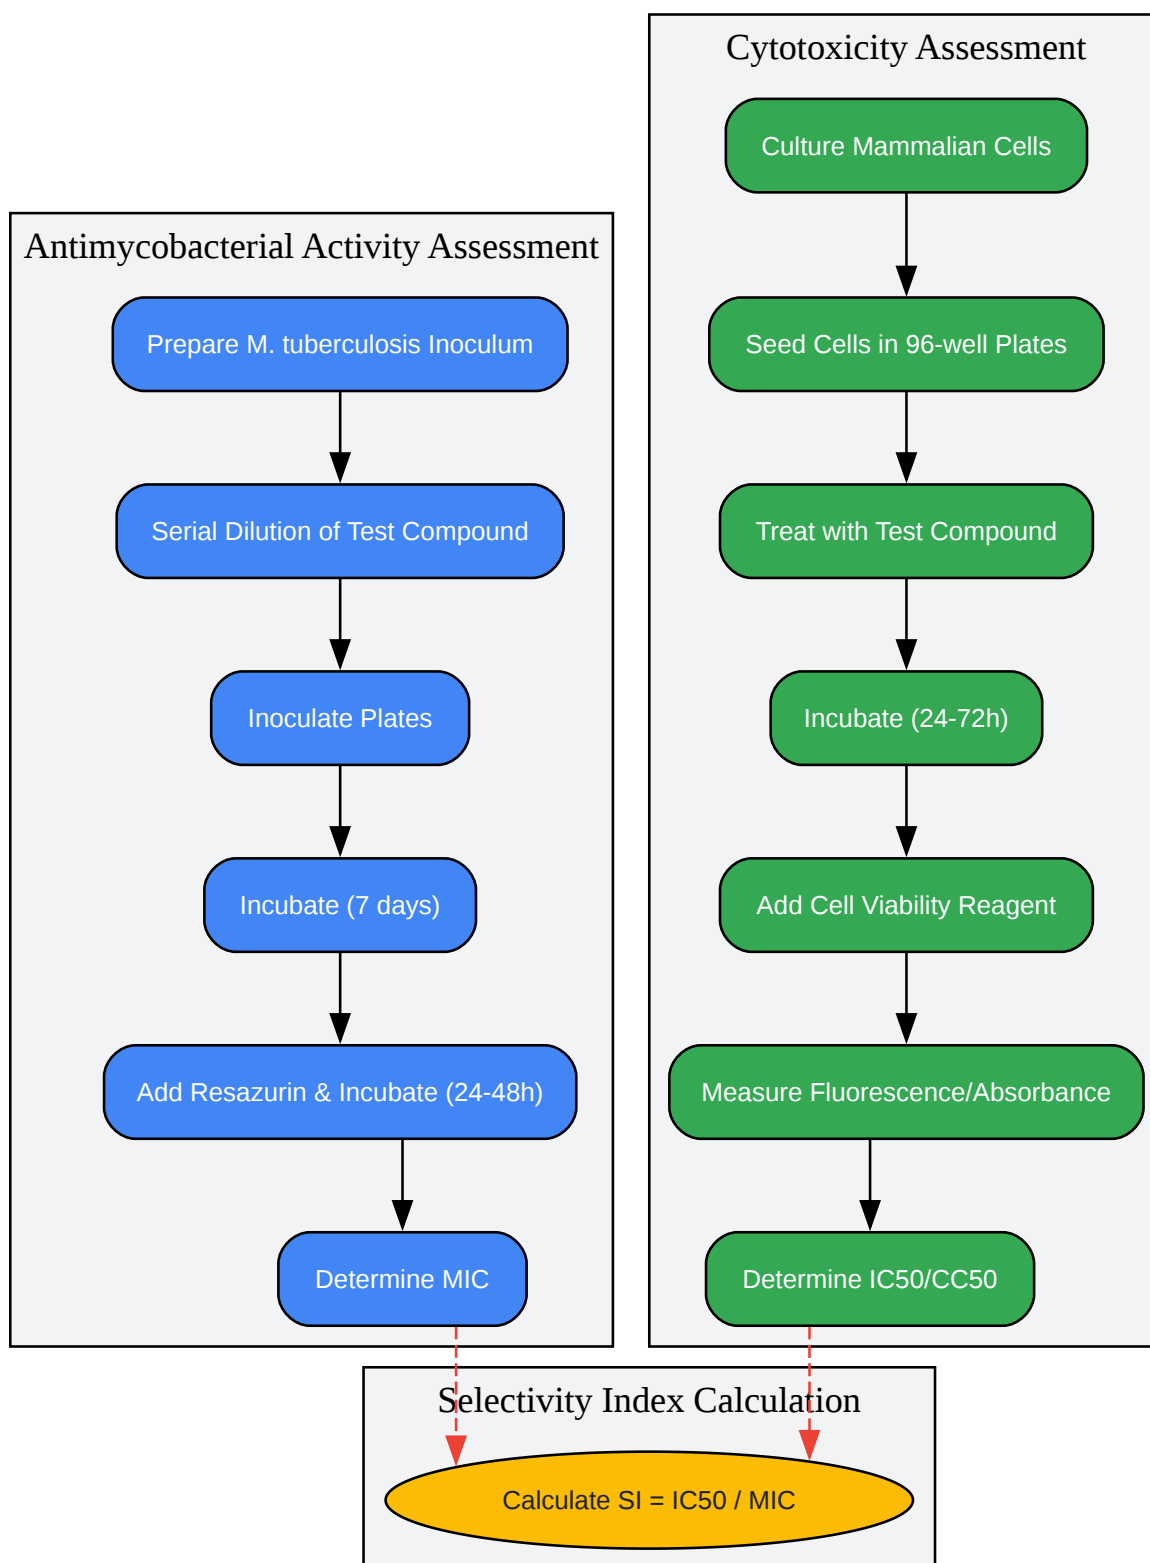 Antimycobacterial Activity Assessment
Prepare M. tuberculosis Inoculum
Serial Dilution of Test Compound
Inoculate Plates
Incubate (7 days)
Add Resazurin & Incubate (24-48h)
Determine MIC
Cytotoxicity Assessment
Culture Mammalian Cells
Seed Cells in 96-well Plates
Treat with Test Compound
Incubate (24-72h)
Add Cell Viability Reagent
Measure Fluorescence/Absorbance
Determine IC50/CC50
Selectivity Index Calculation
Calculate SI = IC50 / MIC